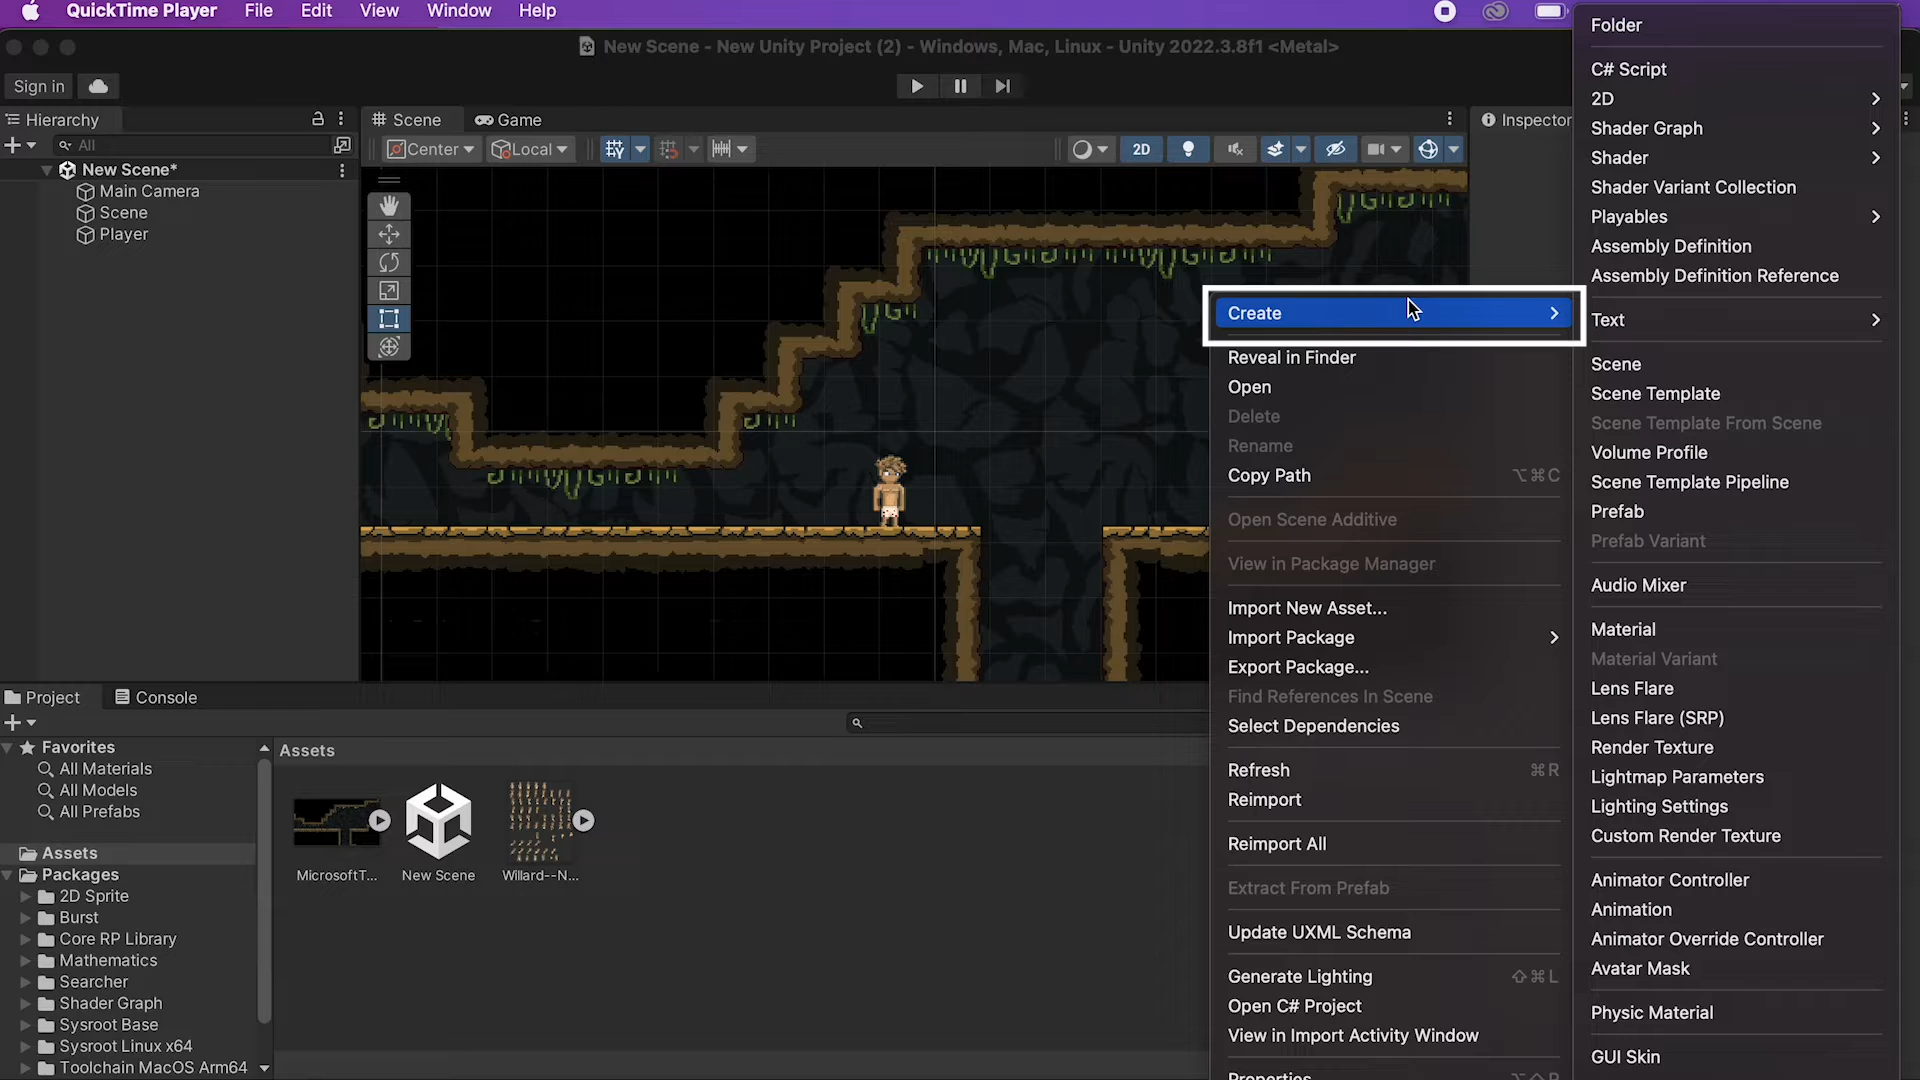 QuickTime Player File Edit View Window Help
New Scene - New Unity Project (2) - Windows, Mac, Linux - Unity 2022.3.8f1 <Metal>
Sign in
Hierarchy
Scene
Game
Inspector
All
Center
Local
2D
New Scene*
Main Camera
Scene
Player
Create
Reveal in Finder
Open
Delete
Rename
Copy Path ⌥⌘C
Open Scene Additive
View in Package Manager
Import New Asset...
Import Package
Export Package...
Find References In Scene
Select Dependencies
Refresh ⌘R
Reimport
Reimport All
Extract From Prefab
Update UXML Schema
Generate Lighting ⇧⌘L
Open C# Project
View in Import Activity Window
Properties...
Folder
C# Script
2D
Shader Graph
Shader
Shader Variant Collection
Playables
Assembly Definition
Assembly Definition Reference
Text
Scene
Scene Template
Scene Template From Scene
Volume Profile
Scene Template Pipeline
Prefab
Prefab Variant
Audio Mixer
Material
Material Variant
Lens Flare
Lens Flare (SRP)
Render Texture
Lightmap Parameters
Lighting Settings
Custom Render Texture
Animator Controller
Animation
Animator Override Controller
Avatar Mask
Physic Material
GUI Skin
Project
Console
Favorites
All Materials
All Models
All Prefabs
Assets
Packages
2D Sprite
Burst
Core RP Library
Mathematics
Searcher
Shader Graph
Sysroot Base
Sysroot Linux x64
Toolchain MacOS Arm64
Assets
MicrosoftT...
New Scene
Willard--N...